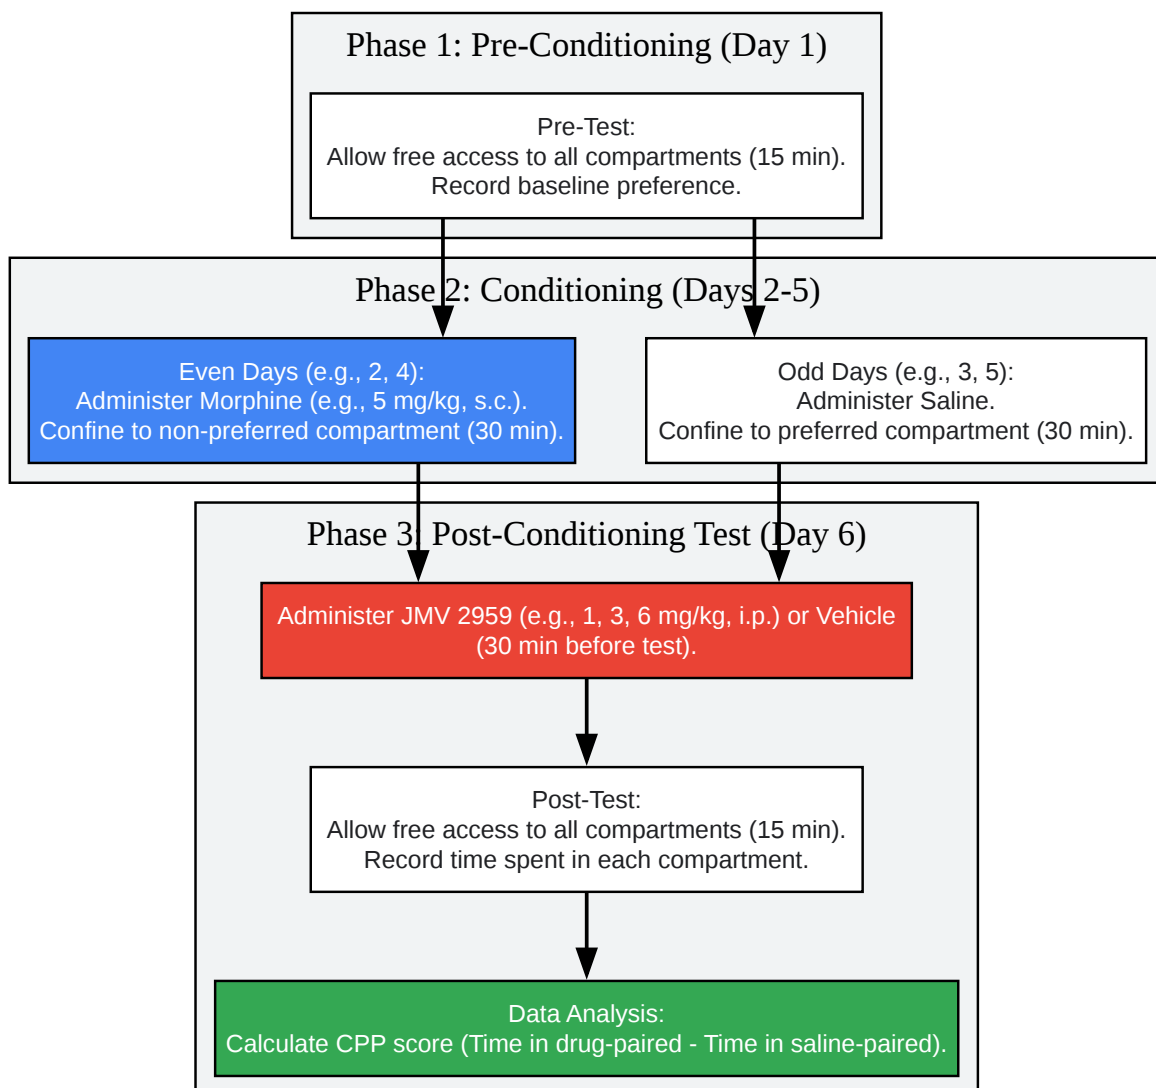 Phase 1: Pre-Conditioning (Day 1)
Pre-Test:
Allow free access to all compartments (15 min).
Record baseline preference.
Phase 2: Conditioning (Days 2-5)
Even Days (e.g., 2, 4):
Administer Morphine (e.g., 5 mg/kg, s.c.).
Confine to non-preferred compartment (30 min).
Odd Days (e.g., 3, 5):
Administer Saline.
Confine to preferred compartment (30 min).
Phase 3: Post-Conditioning Test (Day 6)
Administer JMV 2959 (e.g., 1, 3, 6 mg/kg, i.p.) or Vehicle
(30 min before test).
Post-Test:
Allow free access to all compartments (15 min).
Record time spent in each compartment.
Data Analysis:
Calculate CPP score (Time in drug-paired - Time in saline-paired).